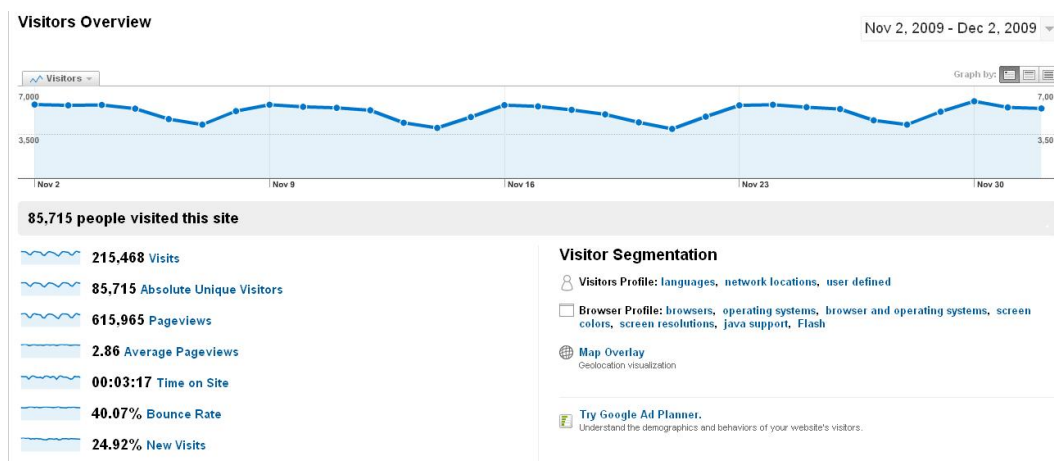 Visitors Overview
Nov 2, 2009 - Dec 2, 2009
Visitors
Graph by:
7,000
7,00
3,500
3,50
Nov 2
Nov 9
Nov 16
Nov 23
Nov 30
85,715 people visited this site
215,468 Visits
85,715 Absolute Unique Visitors
615,965 Pageviews
2.86 Average Pageviews
00:03:17 Time on Site
40.07% Bounce Rate
24.92% New Visits
Visitor Segmentation
Visitors Profile: languages, network locations, user defined
Browser Profile: browsers, operating systems, browser and operating systems, screen
colors, screen resolutions, java support, Flash
Map Overlay
Geolocation visualization
Try Google Ad Planner.
Understand the demographics and behaviors of your website's visitors.